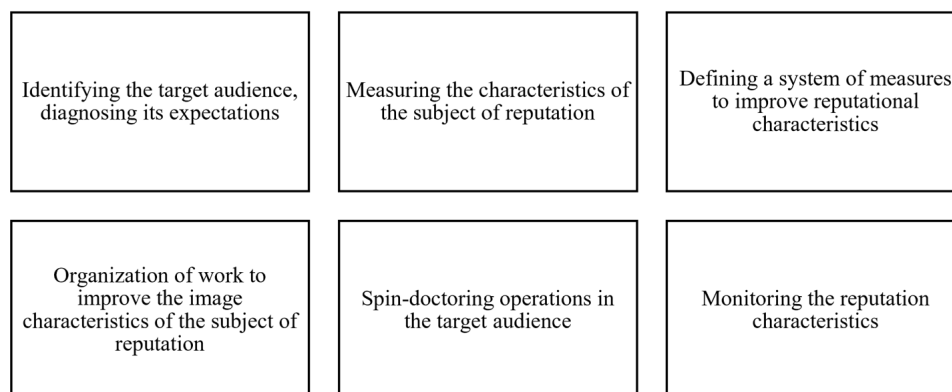 Identifying the target audience,
diagnosing its expectations
Measuring the characteristics of
the subject of reputation
Defining a system of measures
to improve reputational
characteristics
Organization of work to
improve the image
characteristics of the subject of
reputation
Spin-doctoring operations in
the target audience
Monitoring the reputation
characteristics